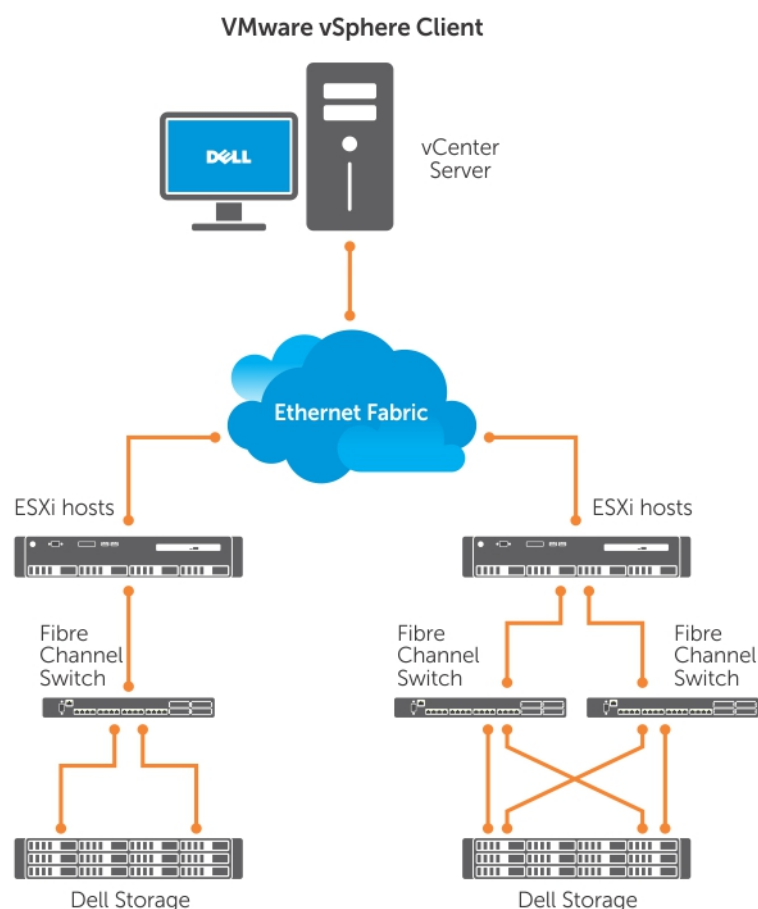 VMware vSphere Client
DELL
vCenter
Server
Ethernet Fabric
ESXi hosts
ESXi hosts
Fibre
Channel
Switch
Fibre
Channel
Switch
Fibre
Channel
Switch
Dell Storage
Dell Storage